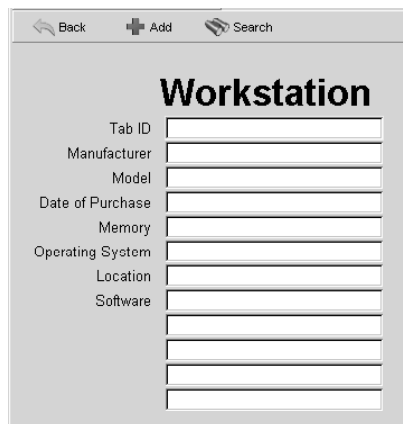 Back Add Search
Workstation
Tab ID
Manufacturer
Model
Date of Purchase
Memory
Operating System
Location
Software